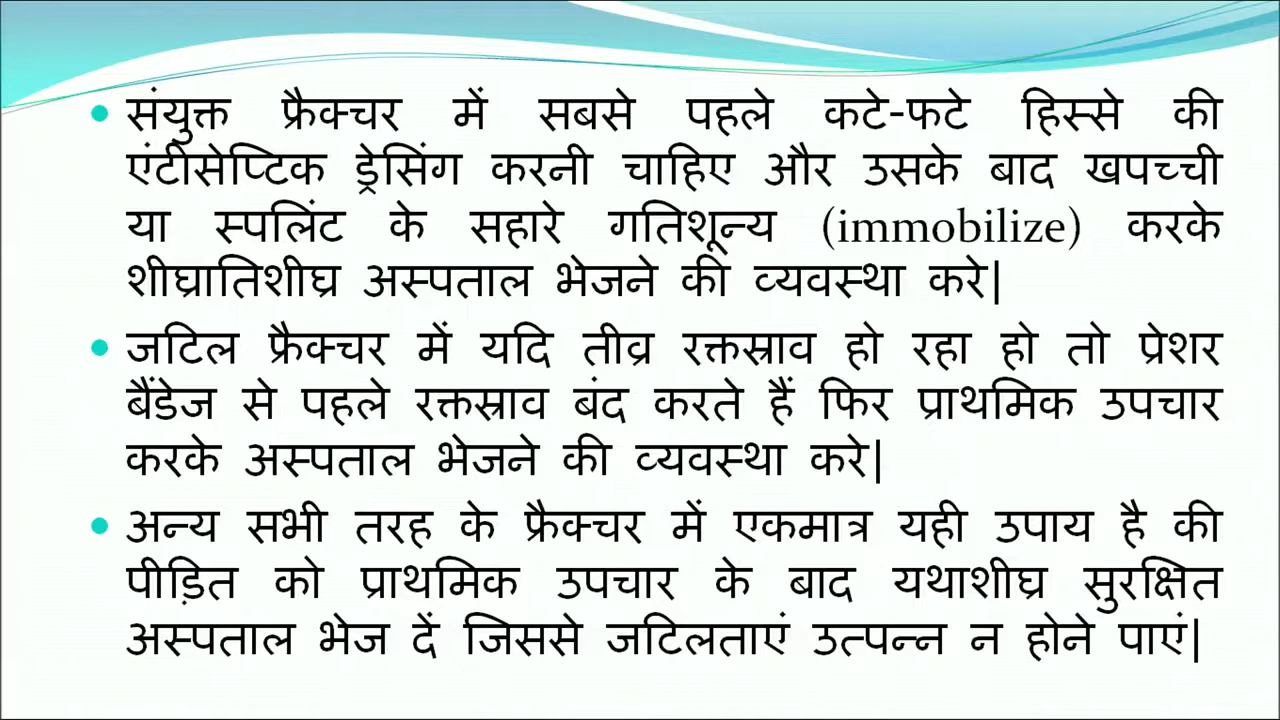 संयुक्त फ्रैक्चर में सबसे पहले कटे-फटे हिस्से की
एंटीसेप्टिक ड्रेसिंग करनी चाहिए और उसके बाद खपच्ची
या स्पलिंट के सहारे गतिशून्य (immobilize) करके
शीघ्रातिशीघ्र अस्पताल भेजने की व्यवस्था करे|
जटिल फ्रैक्चर में यदि तीव्र रक्तस्राव हो रहा हो तो प्रेशर
बैंडेज से पहले रक्तस्राव बंद करते हैं फिर प्राथमिक उपचार
करके अस्पताल भेजने की व्यवस्था करे|
अन्य सभी तरह के फ्रैक्चर में एकमात्र यही उपाय है की
पीड़ित को प्राथमिक उपचार के बाद यथाशीघ्र सुरक्षित
अस्पताल भेज दें जिससे जटिलताएं उत्पन्न न होने पाएं|